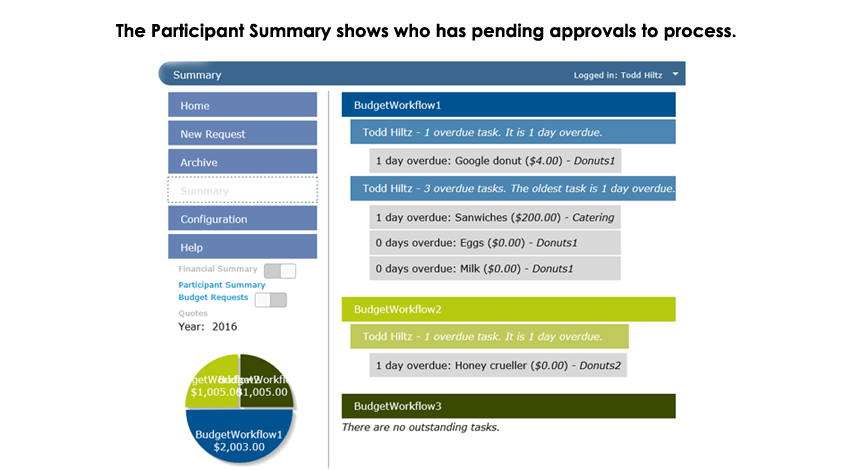 The Participant Summary shows who has pending approvals to process.
Summary
Logged in: Todd Hiltz
Home
New Request
Archive
Summary
Configuration
Help
Financial Summary
Participant Summary
Budget Requests
Quotes
Year: 2016
$1,005.00
$1,005.00
BudgetWorkflow1
$2,003.00
BudgetWorkflow1
Todd Hiltz - 1 overdue task. It is 1 day overdue.
1 day overdue: Google donut ($4.00) - Donuts1
Todd Hiltz - 3 overdue tasks. The oldest task is 1 day overdue.
1 day overdue: Sanwiches ($200.00) - Catering
0 days overdue: Eggs ($0.00) - Donuts1
0 days overdue: Milk ($0.00) - Donuts1
BudgetWorkflow2
Todd Hiltz - 1 overdue task. It is 1 day overdue.
1 day overdue: Honey crueller ($0.00) - Donuts2
BudgetWorkflow3
There are no outstanding tasks.